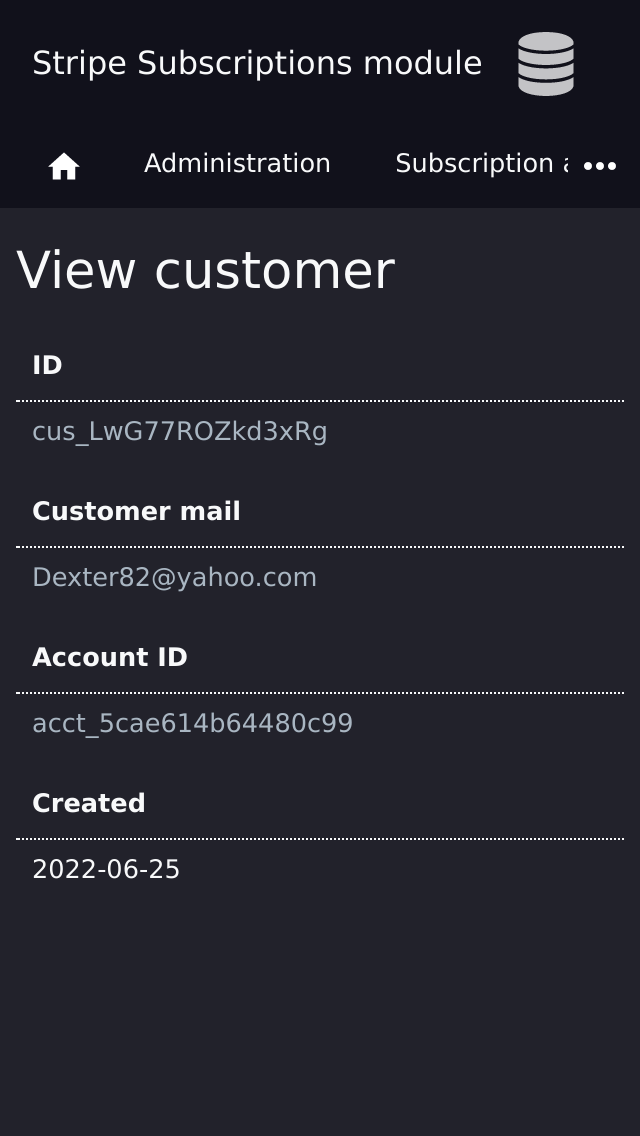 Stripe Subscriptions module
Administration
Subscription
View customer
ID
cus_LwG77ROZkd3xRg
Customer mail
Dexter82@yahoo.com
Account ID
acct_5cae614b64480c99
Created
2022-06-25